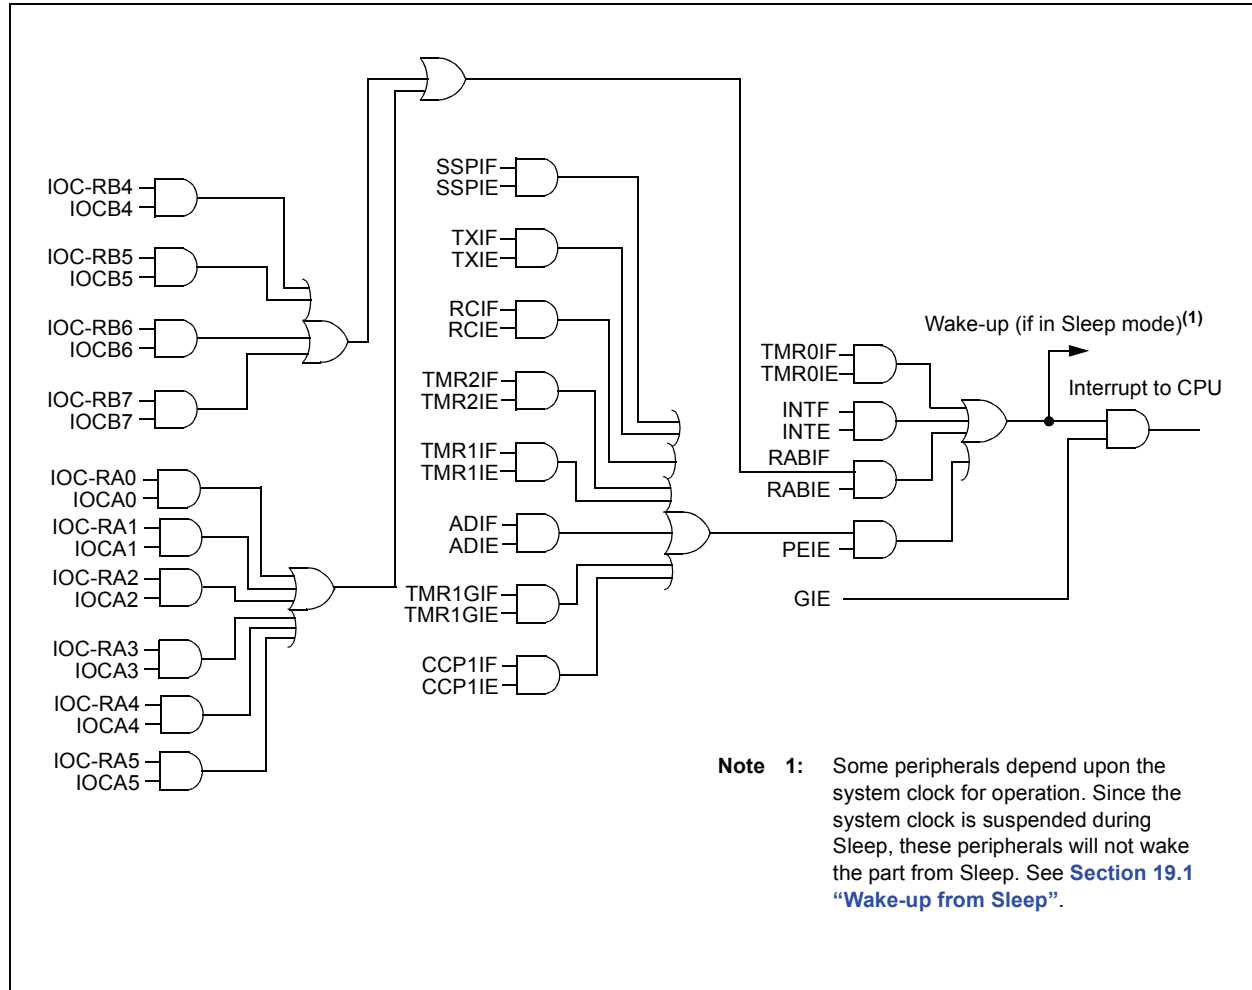 IOC-RB4
IOCB4
IOC-RB5
IOCB5
IOC-RB6
IOCB6
IOC-RB7
IOCB7
IOC-RA0
IOCA0
IOC-RA1
IOCA1
IOC-RA2
IOCA2
IOC-RA3
IOCA3
IOC-RA4
IOCA4
IOC-RA5
IOCA5
SSPIF
SSPIE
TXIF
TXIE
RCIF
RCIE
TMR2IF
TMR2IE
TMR1IF
TMR1IE
ADIF
ADIE
TMR1GIF
TMR1GIE
CCP1IF
CCP1IE
TMR0IF
TMR0IE
INTF
INTE
RABIF
RABIE
PEIE
GIE
Wake-up (if in Sleep mode)(1)
Interrupt to CPU
Note 1: Some peripherals depend upon the
system clock for operation. Since the
system clock is suspended during
Sleep, these peripherals will not wake
the part from Sleep. See Section 19.1
“Wake-up from Sleep”.